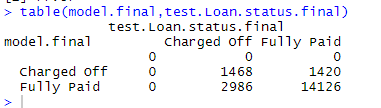 > table(model.final,test.Loan.status.final)
test.Loan.status.final
model.final Charged Off Fully Paid
0 0 0
Charged Off 0 1468 1420
Fully Paid 0 2986 14126
>